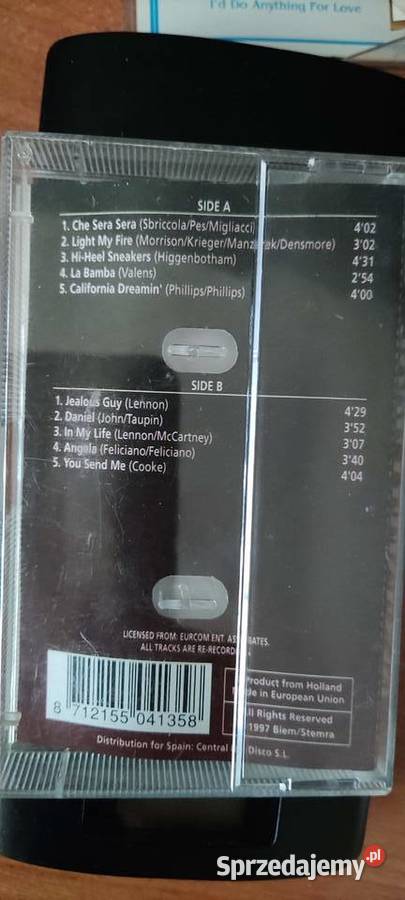 I'd Do Anything For Love
SIDE A
1. Che Sera Sera (Sbriccola/Pes/Migliacci) 4'02
2. Light My Fire (Morrison/Krieger/Manzarek/Densmore) 3'02
3. Hi-Heel Sneakers (Higgenbotham) 4'31
4. La Bamba (Valens) 2'54
5. California Dreamin' (Phillips/Phillips) 4'00
SIDE B
1. Jealous Guy (Lennon) 4'29
2. Daniel (John/Taupin) 3'52
3. In My Life (Lennon/McCartney) 3'07
4. Angela (Feliciano/Feliciano) 3'40
5. You Send Me (Cooke) 4'04
LICENSED FROM: EURCOM ENT. ASSOCIATES.
ALL TRACKS ARE RE-RECORDED
8 712155 041358
Product from Holland
Made in European Union
All Rights Reserved
1997 Biem/Stemra
Distribution for Spain: Central Disco S.L.
Sprzedajemy.pl